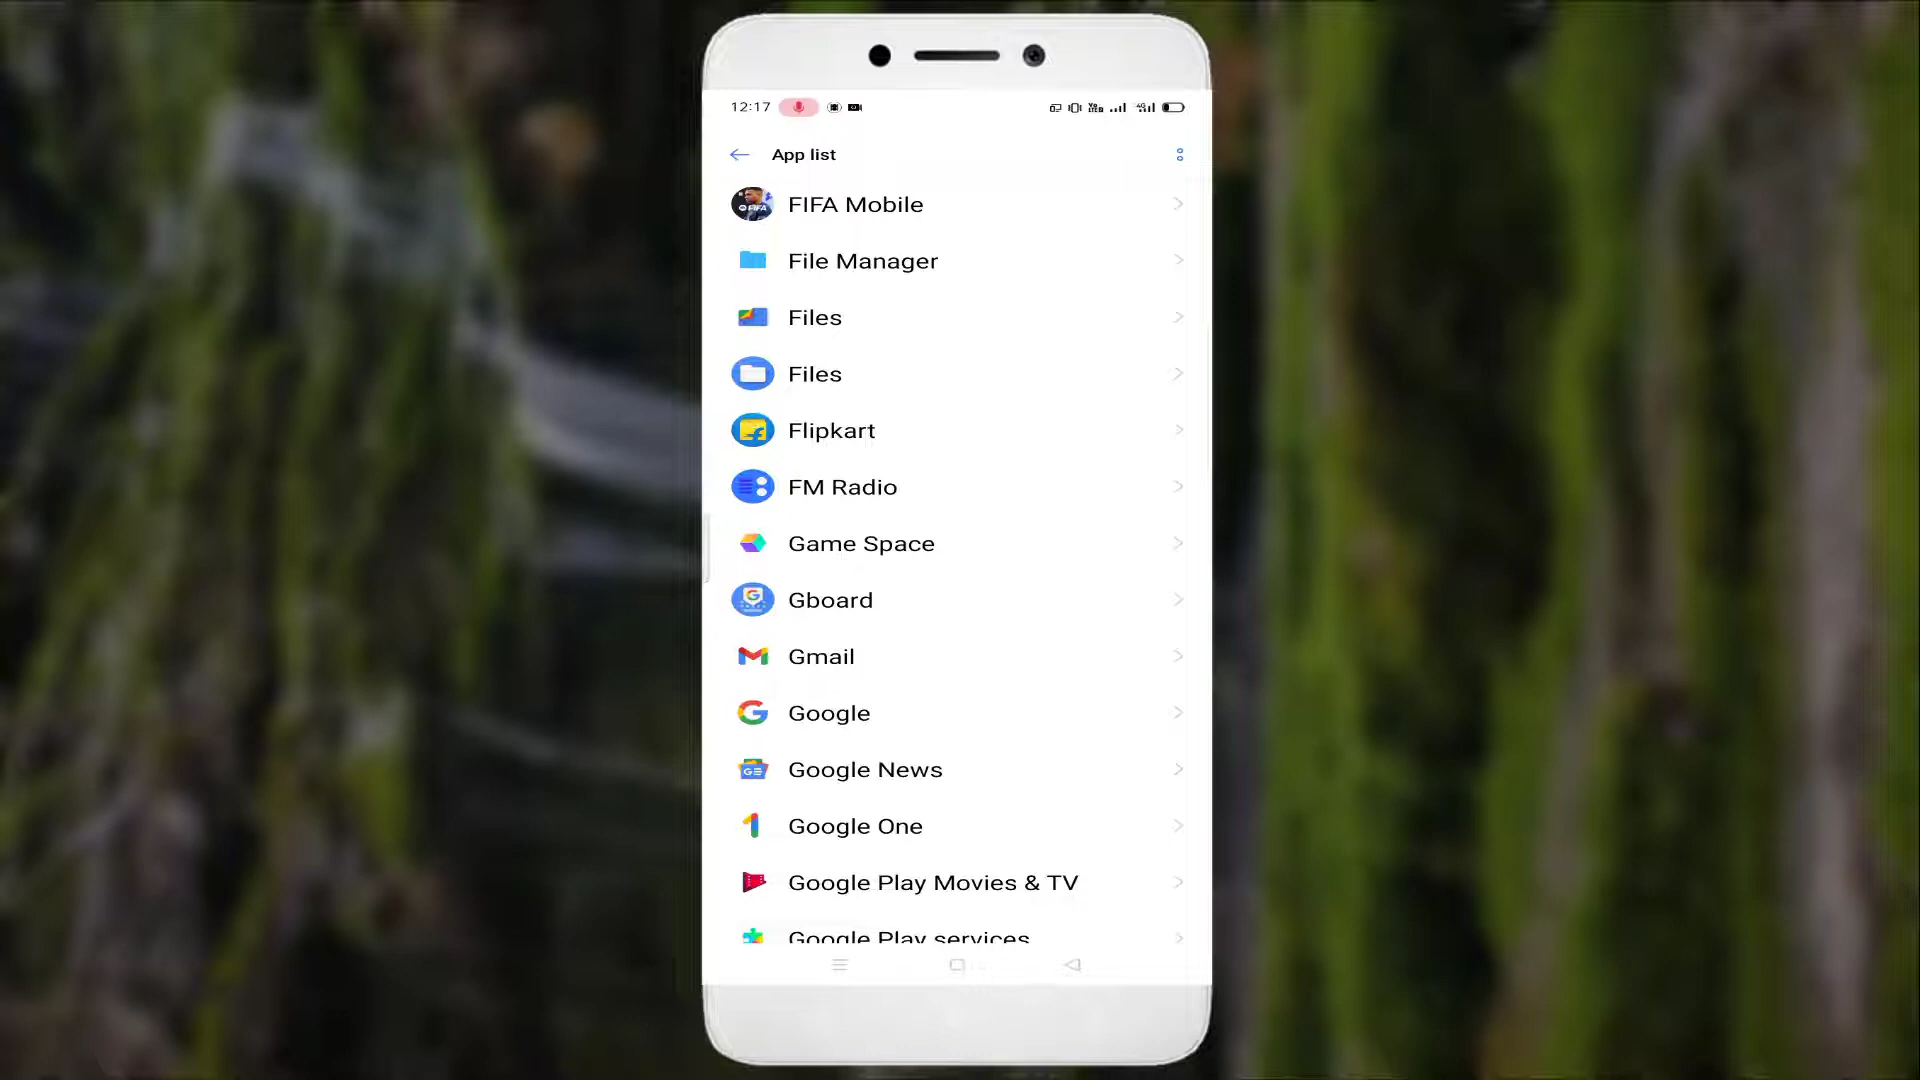 12:17
App list
FIFA Mobile
File Manager
Files
Files
Flipkart
FM Radio
Game Space
Gboard
Gmail
Google
Google News
Google One
Google Play Movies & TV
Google Play services